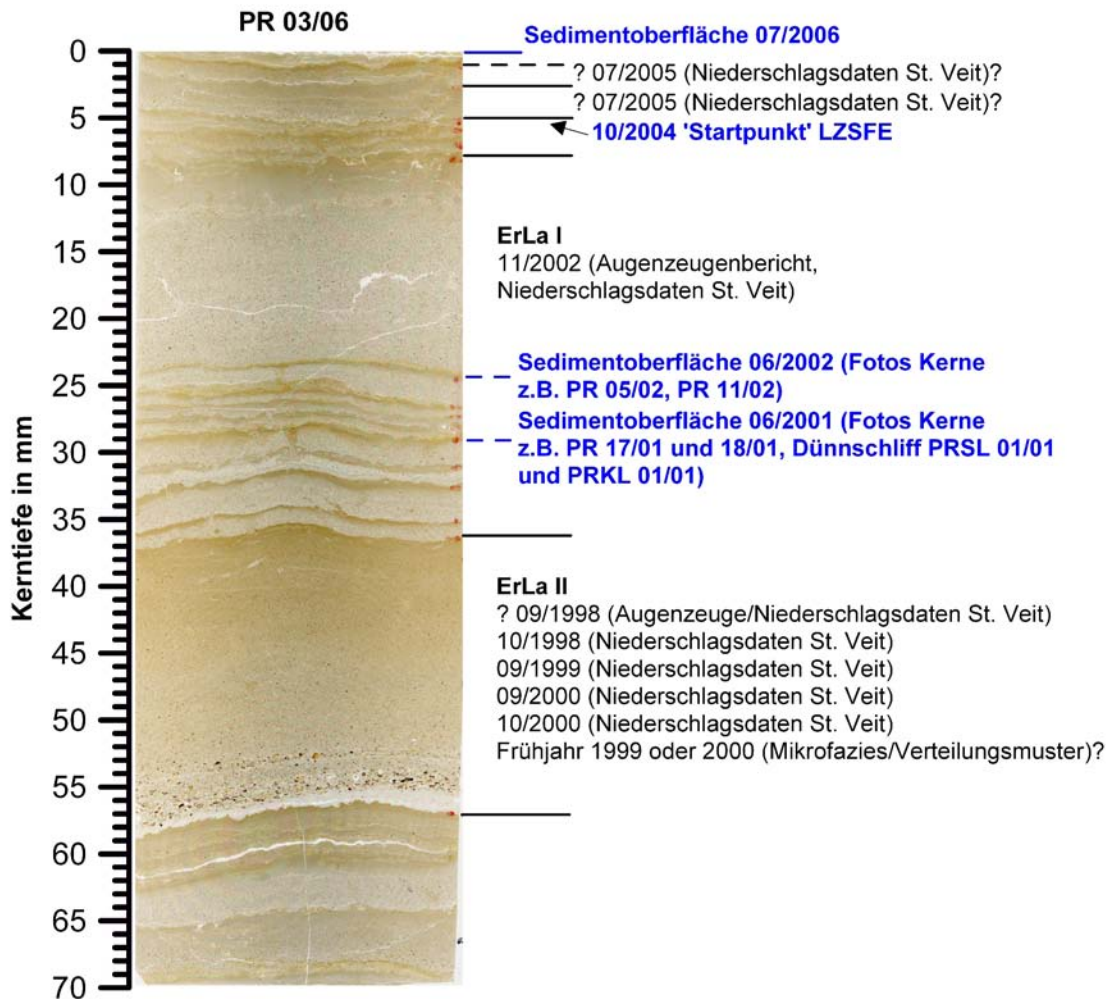 PR 03/06
Sedimentoberfläche 07/2006
? 07/2005 (Niederschlagsdaten St. Veit)?
? 07/2005 (Niederschlagsdaten St. Veit)?
10/2004 'Startpunkt' LZSFE
ErLa I
11/2002 (Augenzeugenbericht,
Niederschlagsdaten St. Veit)
Sedimentoberfläche 06/2002 (Fotos Kerne
z.B. PR 05/02, PR 11/02)
Sedimentoberfläche 06/2001 (Fotos Kerne
z.B. PR 17/01 und 18/01, Dünnschliff PRSL 01/01
und PRKL 01/01)
ErLa II
? 09/1998 (Augenzeuge/Niederschlagsdaten St. Veit)
10/1998 (Niederschlagsdaten St. Veit)
09/1999 (Niederschlagsdaten St. Veit)
09/2000 (Niederschlagsdaten St. Veit)
10/2000 (Niederschlagsdaten St. Veit)
Frühjahr 1999 oder 2000 (Mikrofazies/Verteilungsmuster)?
Kerntiefe in mm
0
5
10
15
20
25
30
35
40
45
50
55
60
65
70